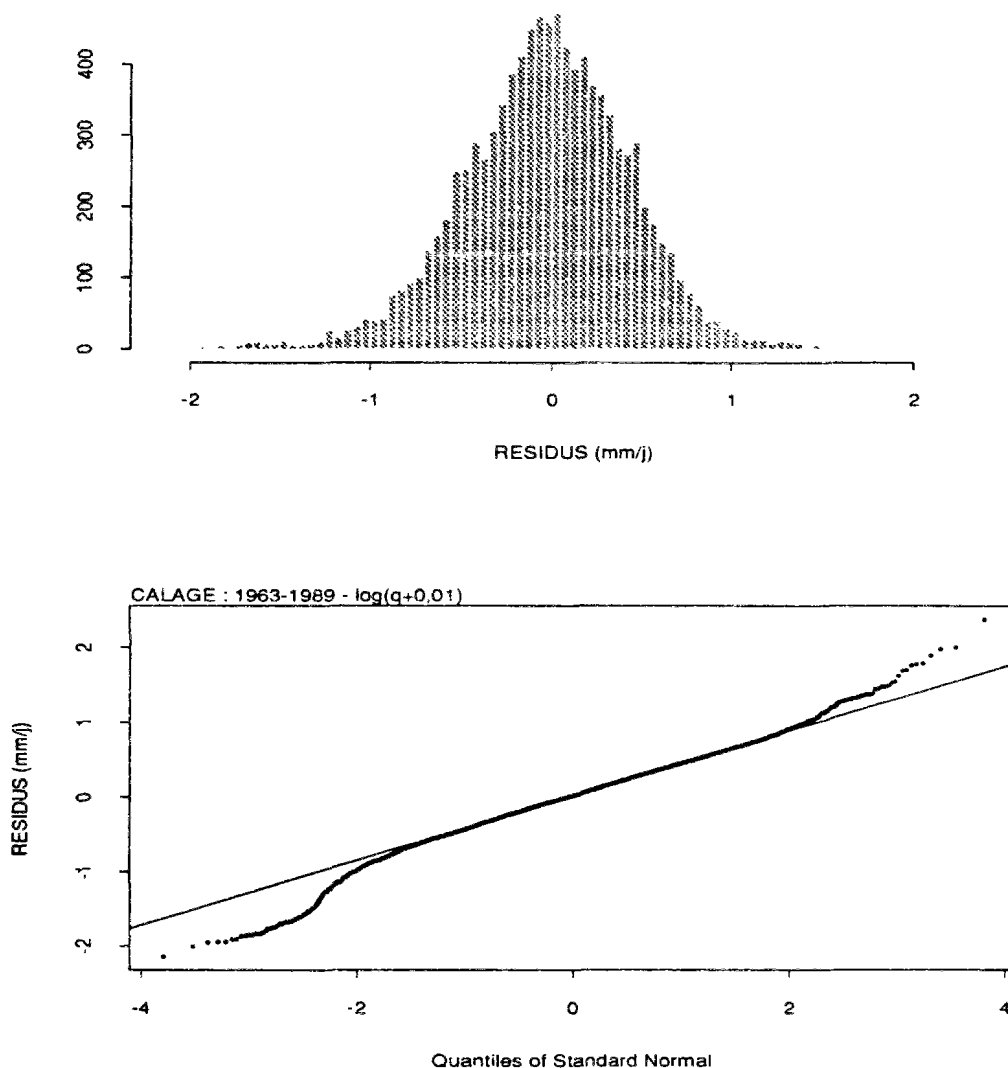 400
300
200
100
0
-2 -1 0 1 2
RESIDUS (mm/j)
CALAGE : 1963-1989 - log(q+0,01)
2
1
0
-1
-2
RESIDUS (mm/j)
-4 -2 0 2 4
Quantiles of Standard Normal